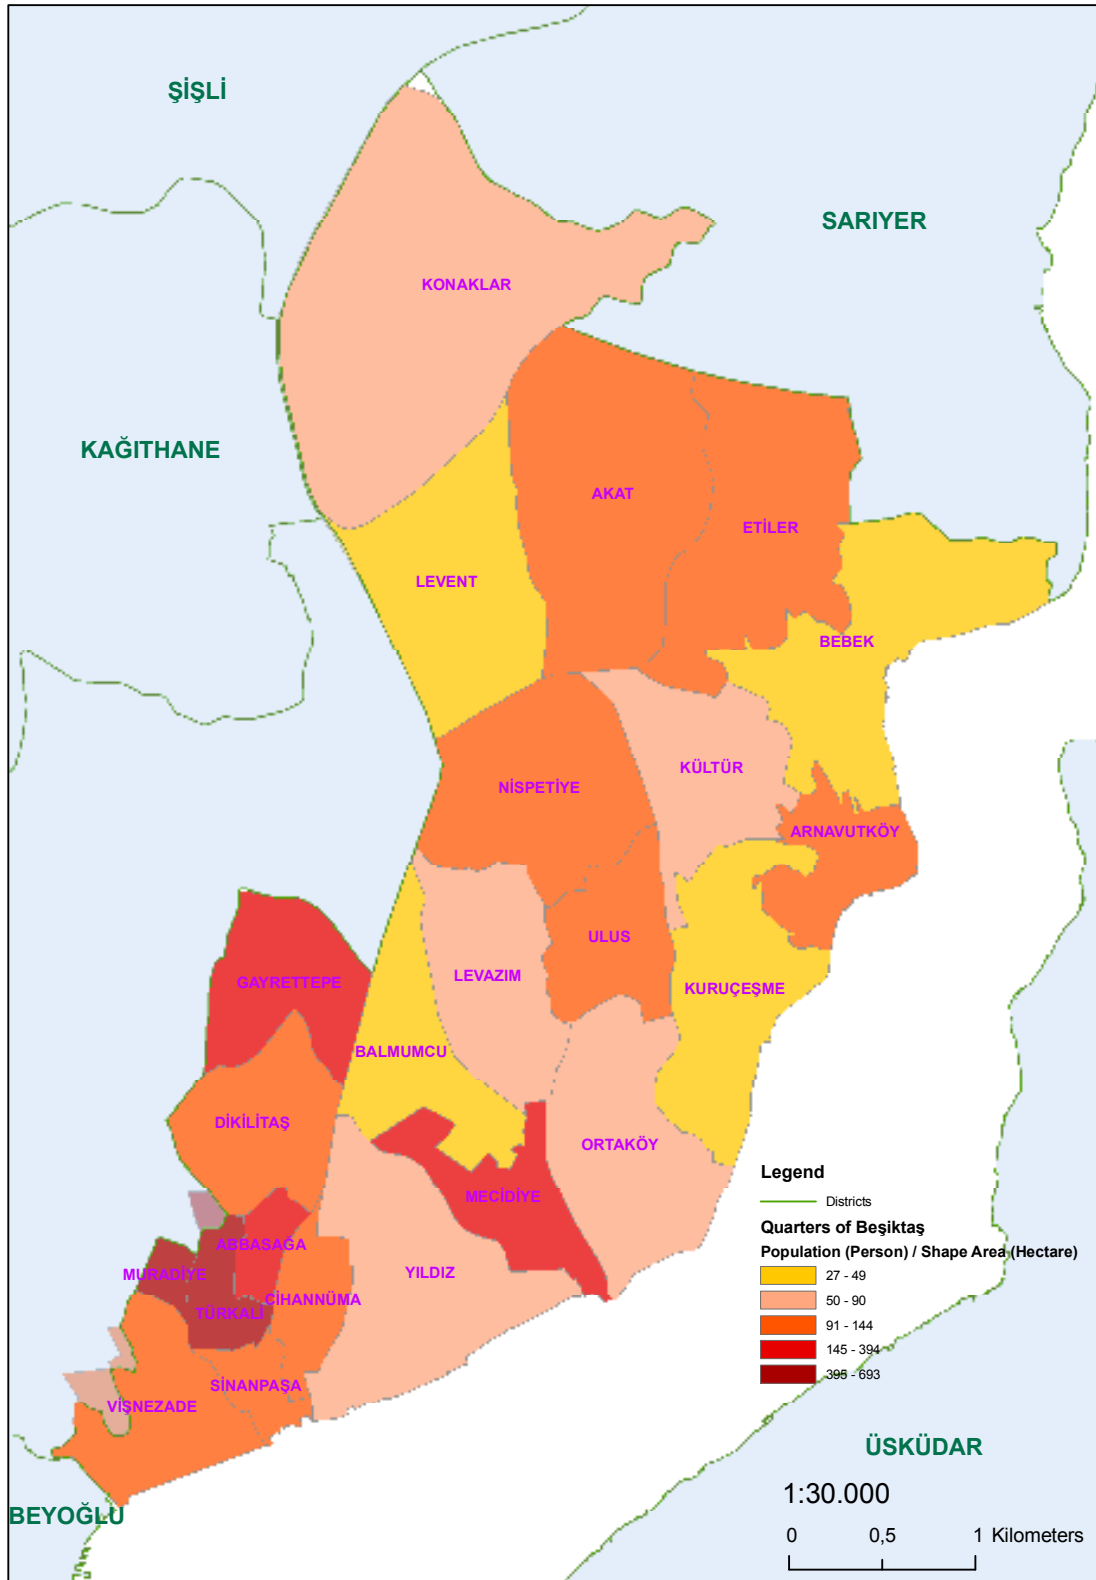 ŞİŞLİ
SARIYER
KONAKLAR
KAĞITHANE
AKAT
ETİLER
LEVENT
BEBEK
KÜLTÜR
NİSPETİYE
ARNAVUTKÖY
ULUS
LEVAZIM
GAYRETTEPE
KURUÇEŞME
BALMUMCU
DİKİLİTAŞ
ORTAKÖY
MECİDİYE
ABBASAĞA
MURADİYE
YILDIZ
CİHANNÜMA
TÜRKALİ
SİNANPAŞA
VİŞNEZADE
Legend
Districts
Quarters of Beşiktaş
Population (Person) / Shape Area (Hectare)
27 - 49
50 - 90
91 - 144
145 - 394
395 - 693
ÜSKÜDAR
BEYOĞLU
1:30.000
0 0,5 1 Kilometers